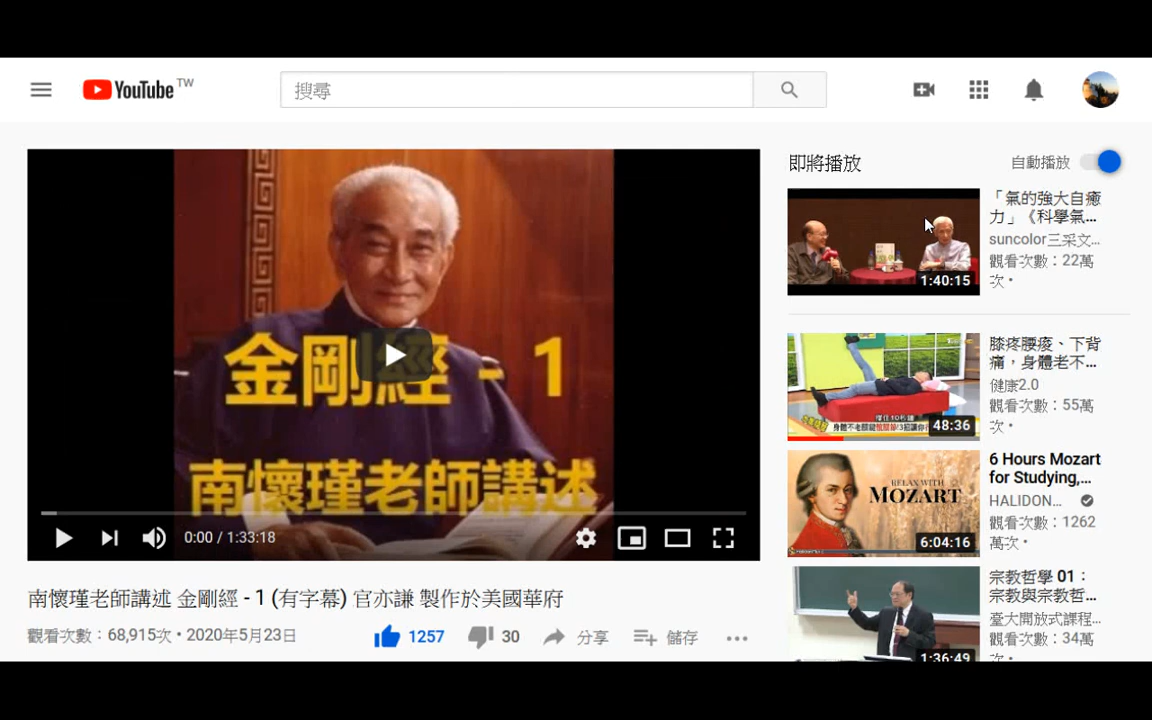 YouTube TW
搜尋
金剛經 - 1
南懷瑾老師講述
0:00 / 1:33:18
南懷瑾老師講述 金剛經 - 1 (有字幕) 官亦謙 製作於美國華府
觀看次數：68,915次 • 2020年5月23日
1257
30
分享
儲存
即將播放
自動播放
1:40:15
「氣的強大自癒
力」《科學氣...
suncolor三采文...
觀看次數：22萬
次 •
48:36
膝疼腰痠、下背
痛，身體老不...
健康2.0
觀看次數：55萬
次 •
RELAX WITH
MOZART
6:04:16
6 Hours Mozart
for Studying,...
HALIDON...
觀看次數：1262
萬次 •
1:36:49
宗教哲學 01：
宗教與宗教哲...
臺大開放式課程...
觀看次數：34萬
次 •